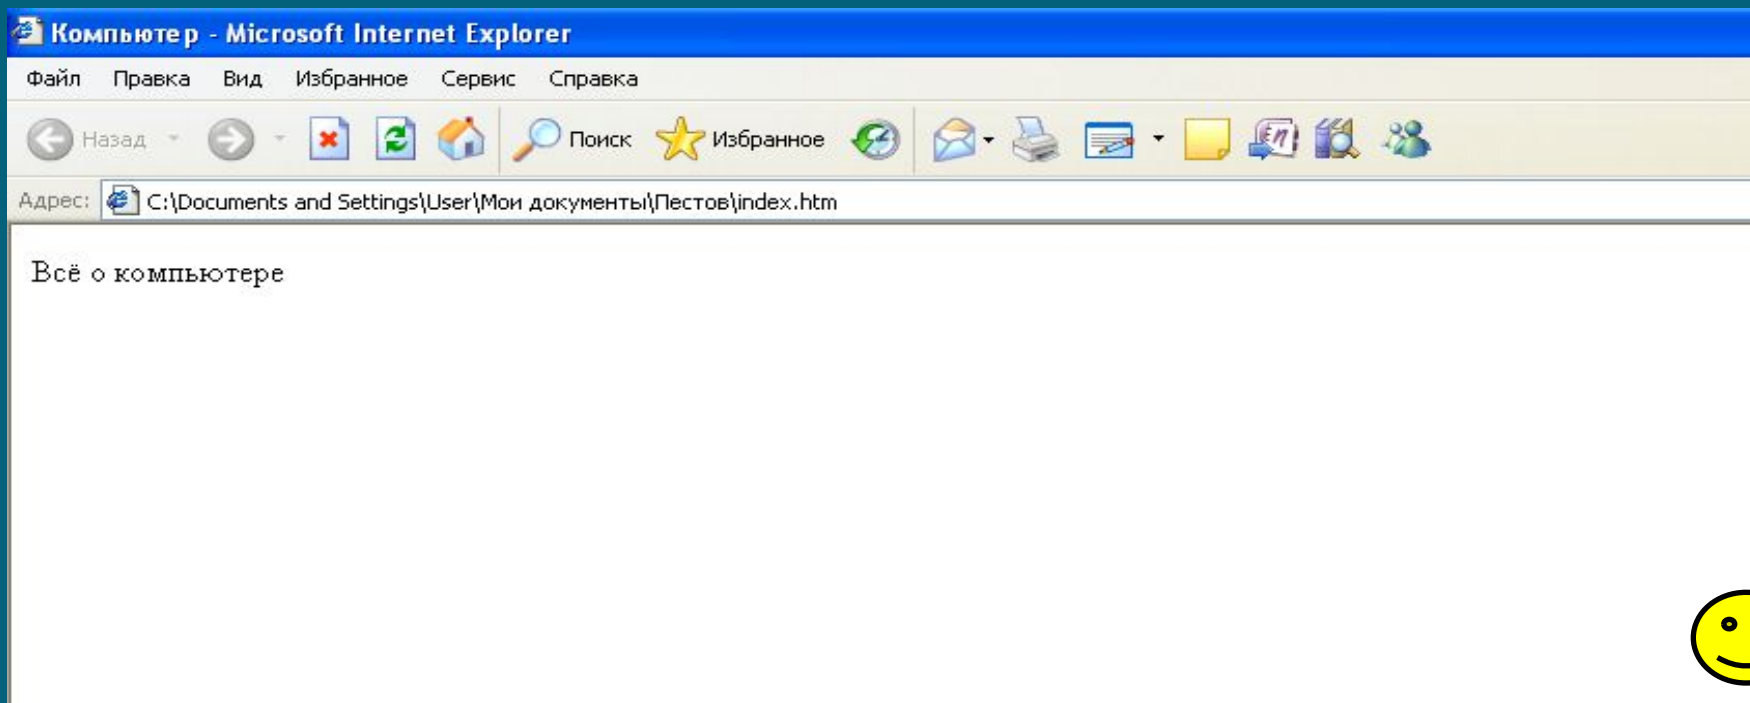 Компьютер - Microsoft Internet Explorer
Файл Правка Вид Избранное Сервис Справка
Назад Поиск Избранное
Адрес: C:\Documents and Settings\User\Мои документы\Пестов\index.htm
Всё о компьютере